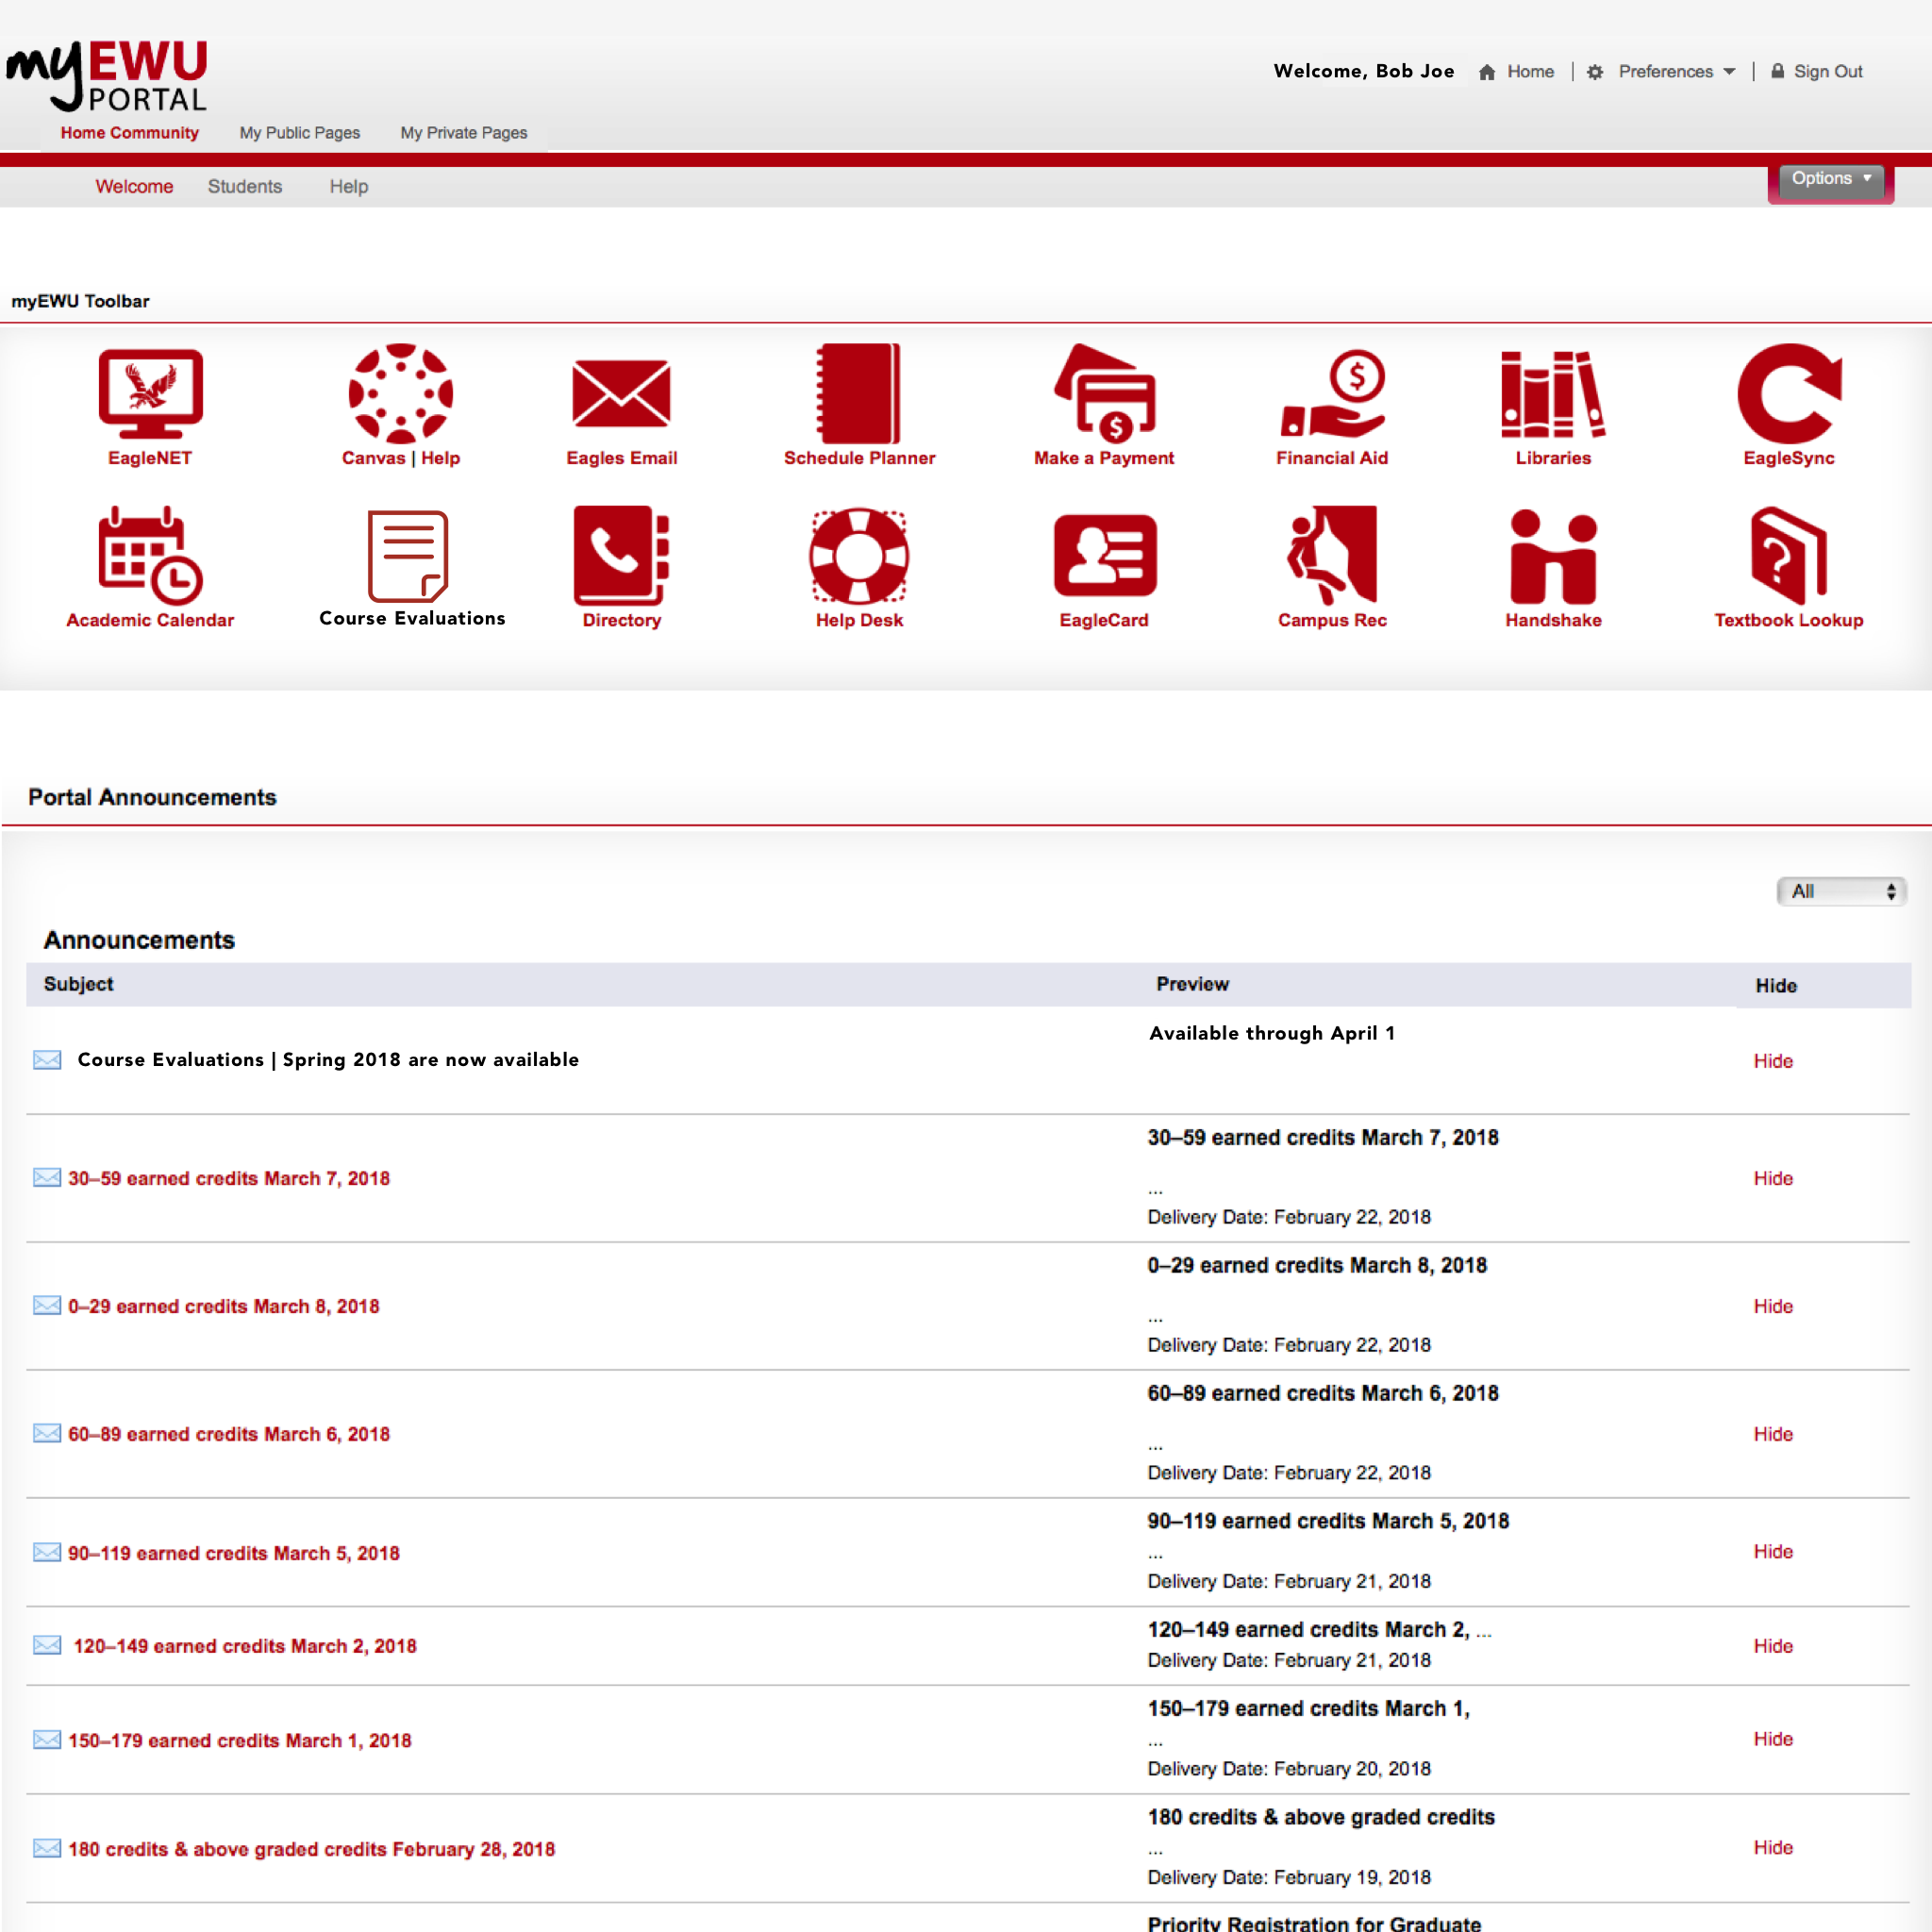 myEWU
PORTAL
Welcome, Bob Joe Home | Preferences | Sign Out
Home Community My Public Pages My Private Pages
Welcome Students Help Options
myEWU Toolbar
EagleNET Canvas | Help Eagles Email Schedule Planner Make a Payment Financial Aid Libraries EagleSync
Academic Calendar Course Evaluations Directory Help Desk EagleCard Campus Rec Handshake Textbook Lookup
Portal Announcements
All
Announcements
Subject Preview Hide
Available through April 1
Course Evaluations | Spring 2018 are now available Hide
30–59 earned credits March 7, 2018
30–59 earned credits March 7, 2018 Hide
...
Delivery Date: February 22, 2018
0–29 earned credits March 8, 2018
0–29 earned credits March 8, 2018 Hide
...
Delivery Date: February 22, 2018
60–89 earned credits March 6, 2018
60–89 earned credits March 6, 2018 Hide
...
Delivery Date: February 22, 2018
90–119 earned credits March 5, 2018
90–119 earned credits March 5, 2018 ... Hide
Delivery Date: February 21, 2018
120–149 earned credits March 2, ...
120–149 earned credits March 2, 2018 Hide
Delivery Date: February 21, 2018
150–179 earned credits March 1,
150–179 earned credits March 1, 2018 ... Hide
Delivery Date: February 20, 2018
180 credits & above graded credits
180 credits & above graded credits February 28, 2018 ... Hide
Delivery Date: February 19, 2018
Priority Registration for Graduate